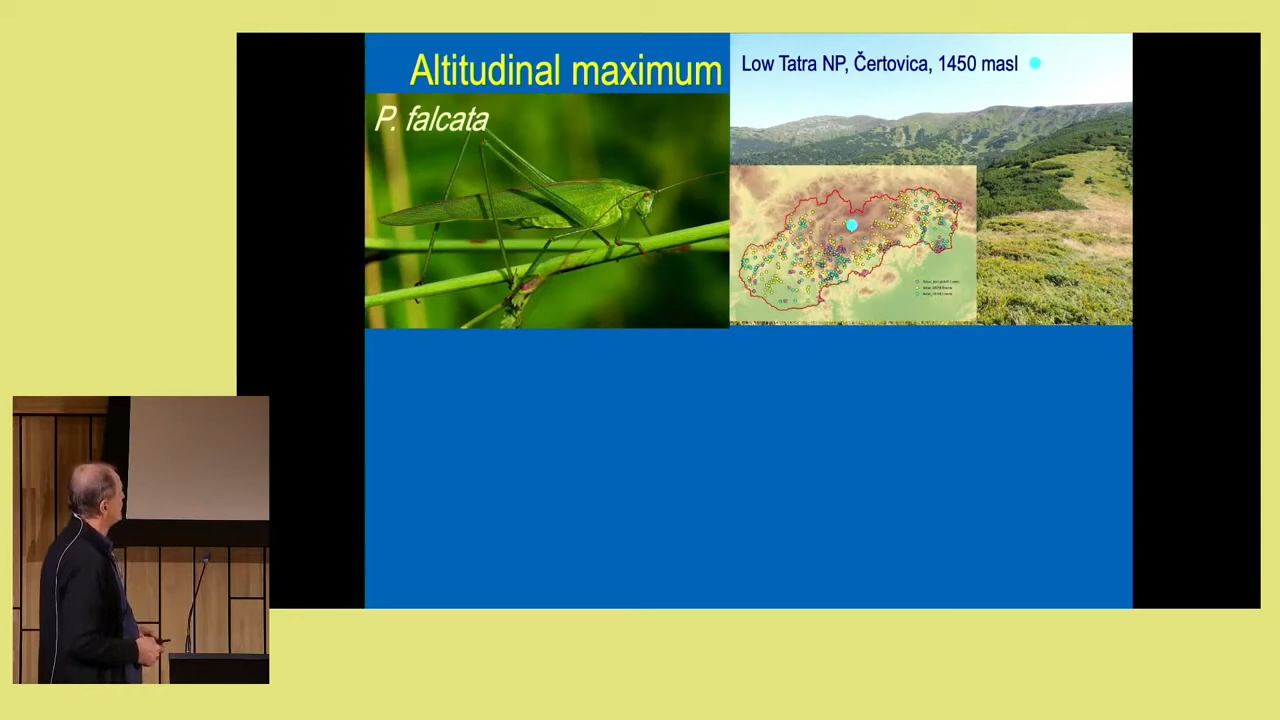 Altitudinal maximum
P. falcata
Low Tatra NP, Čertovica, 1450 masl